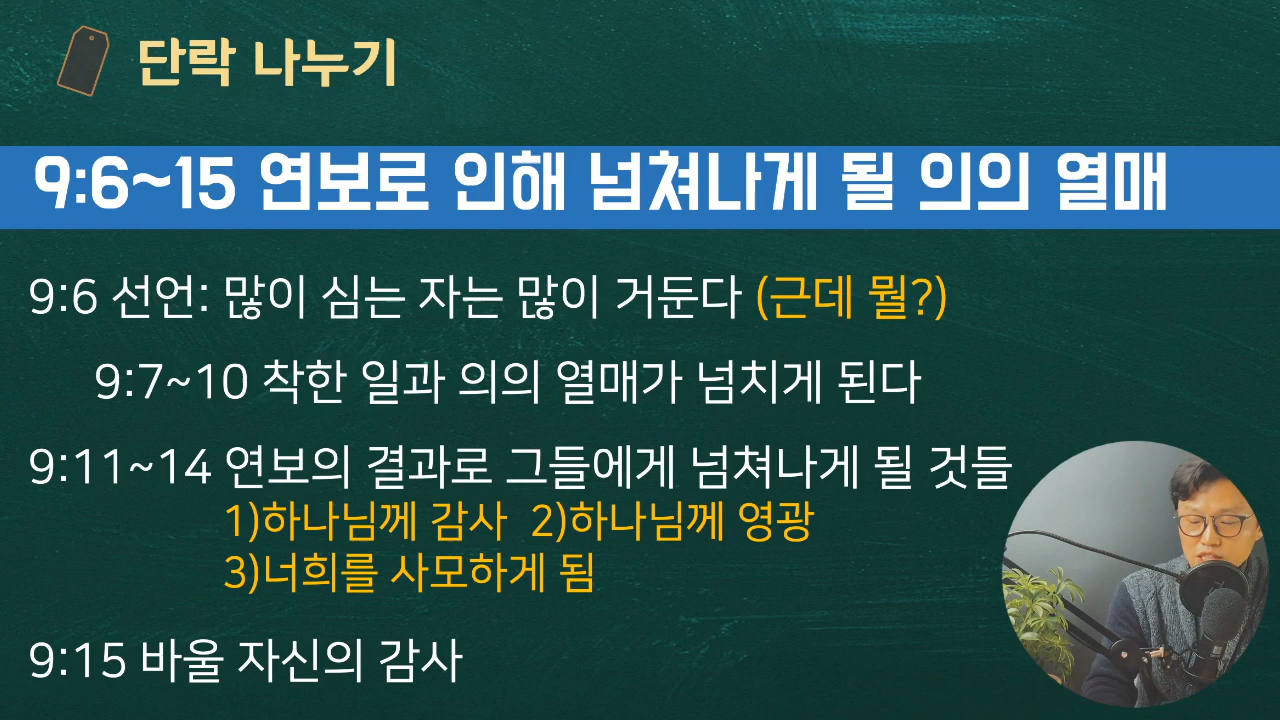 단락 나누기
9:6~15 연보로 인해 넘쳐나게 될 의의 열매
9:6 선언: 많이 심는 자는 많이 거둔다 (근데 뭘?)
9:7~10 착한 일과 의의 열매가 넘치게 된다
9:11~14 연보의 결과로 그들에게 넘쳐나게 될 것들
1)하나님께 감사 2)하나님께 영광
3)너희를 사모하게 됨
9:15 바울 자신의 감사